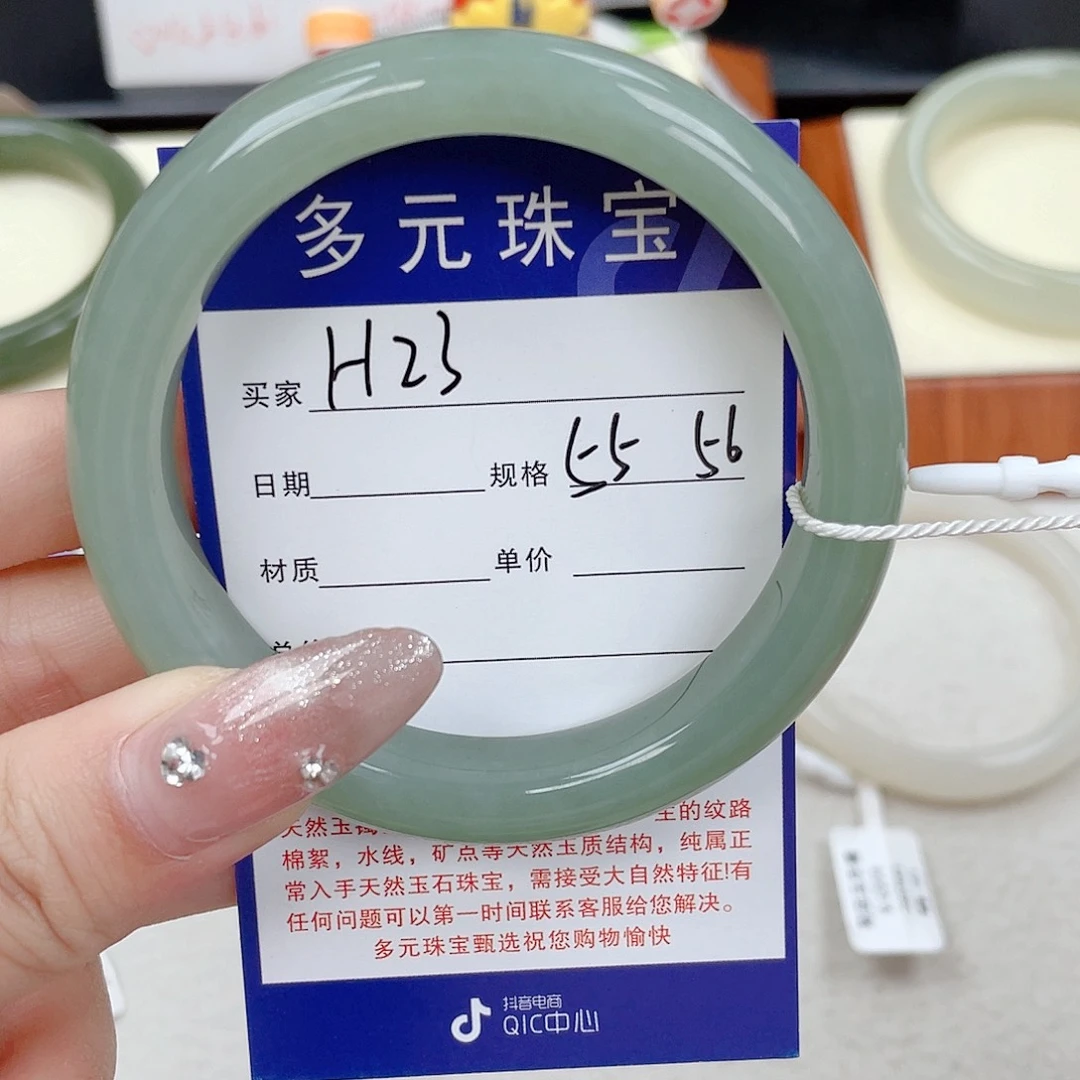 多元珠宝
买家 H23
日期 规格 55 56
材质 单价
天然玉 生的纹路
棉絮，水线，矿点等天然玉质结构，纯属正
常入手天然玉石珠宝，需接受大自然特征!有
任何问题可以第一时间联系客服给您解决。
多元珠宝甄选祝您购物愉快
抖音电商
QIC中心